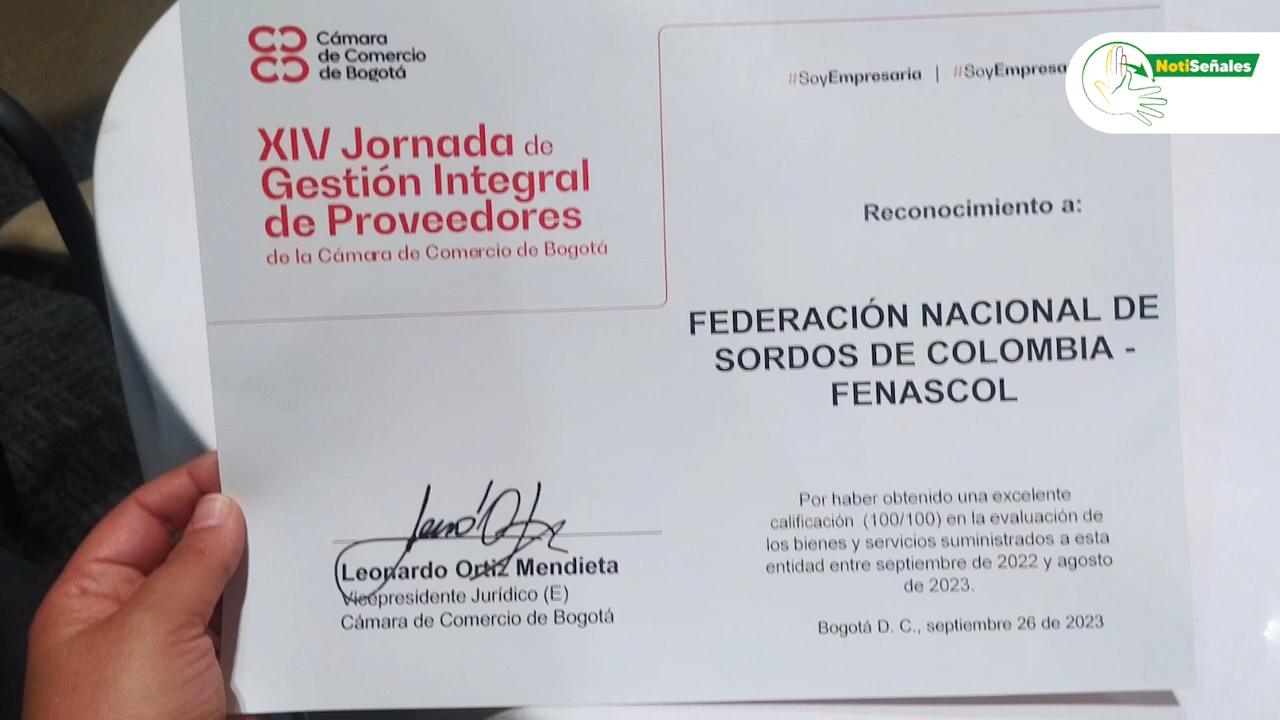 Cámara
de Comercio
de Bogotá
XIV Jornada de
Gestión Integral
de Proveedores
de la Cámara de Comercio de Bogotá
#SoyEmpresaria | #SoyEmpresa
NotiSeñales
Reconocimiento a:
FEDERACIÓN NACIONAL DE
SORDOS DE COLOMBIA -
FENASCOL
Por haber obtenido una excelente
calificación (100/100) en la evaluación de
los bienes y servicios suministrados a esta
entidad entre septiembre de 2022 y agosto
de 2023.
Bogotá D. C., septiembre 26 de 2023
Leonardo Ortiz Mendieta
Vicepresidente Jurídico (E)
Cámara de Comercio de Bogotá